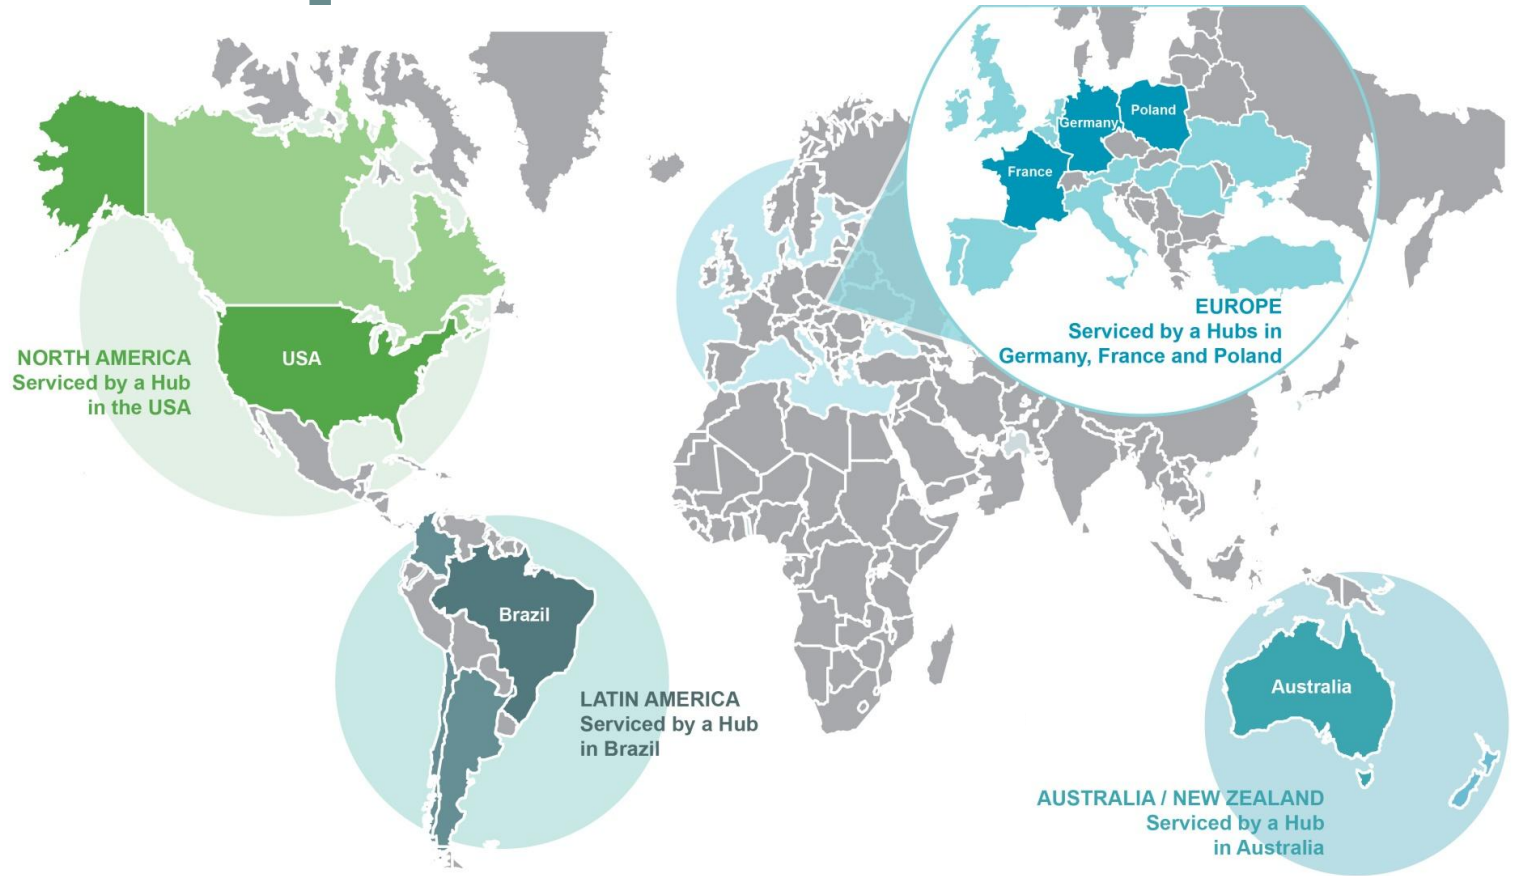 Poland
Germany
France
EUROPE
Serviced by a Hubs in
Germany, France and Poland
USA
NORTH AMERICA
Serviced by a Hub
in the USA
Brazil
LATIN AMERICA
Serviced by a Hub
in Brazil
Australia
AUSTRALIA / NEW ZEALAND
Serviced by a Hub
in Australia